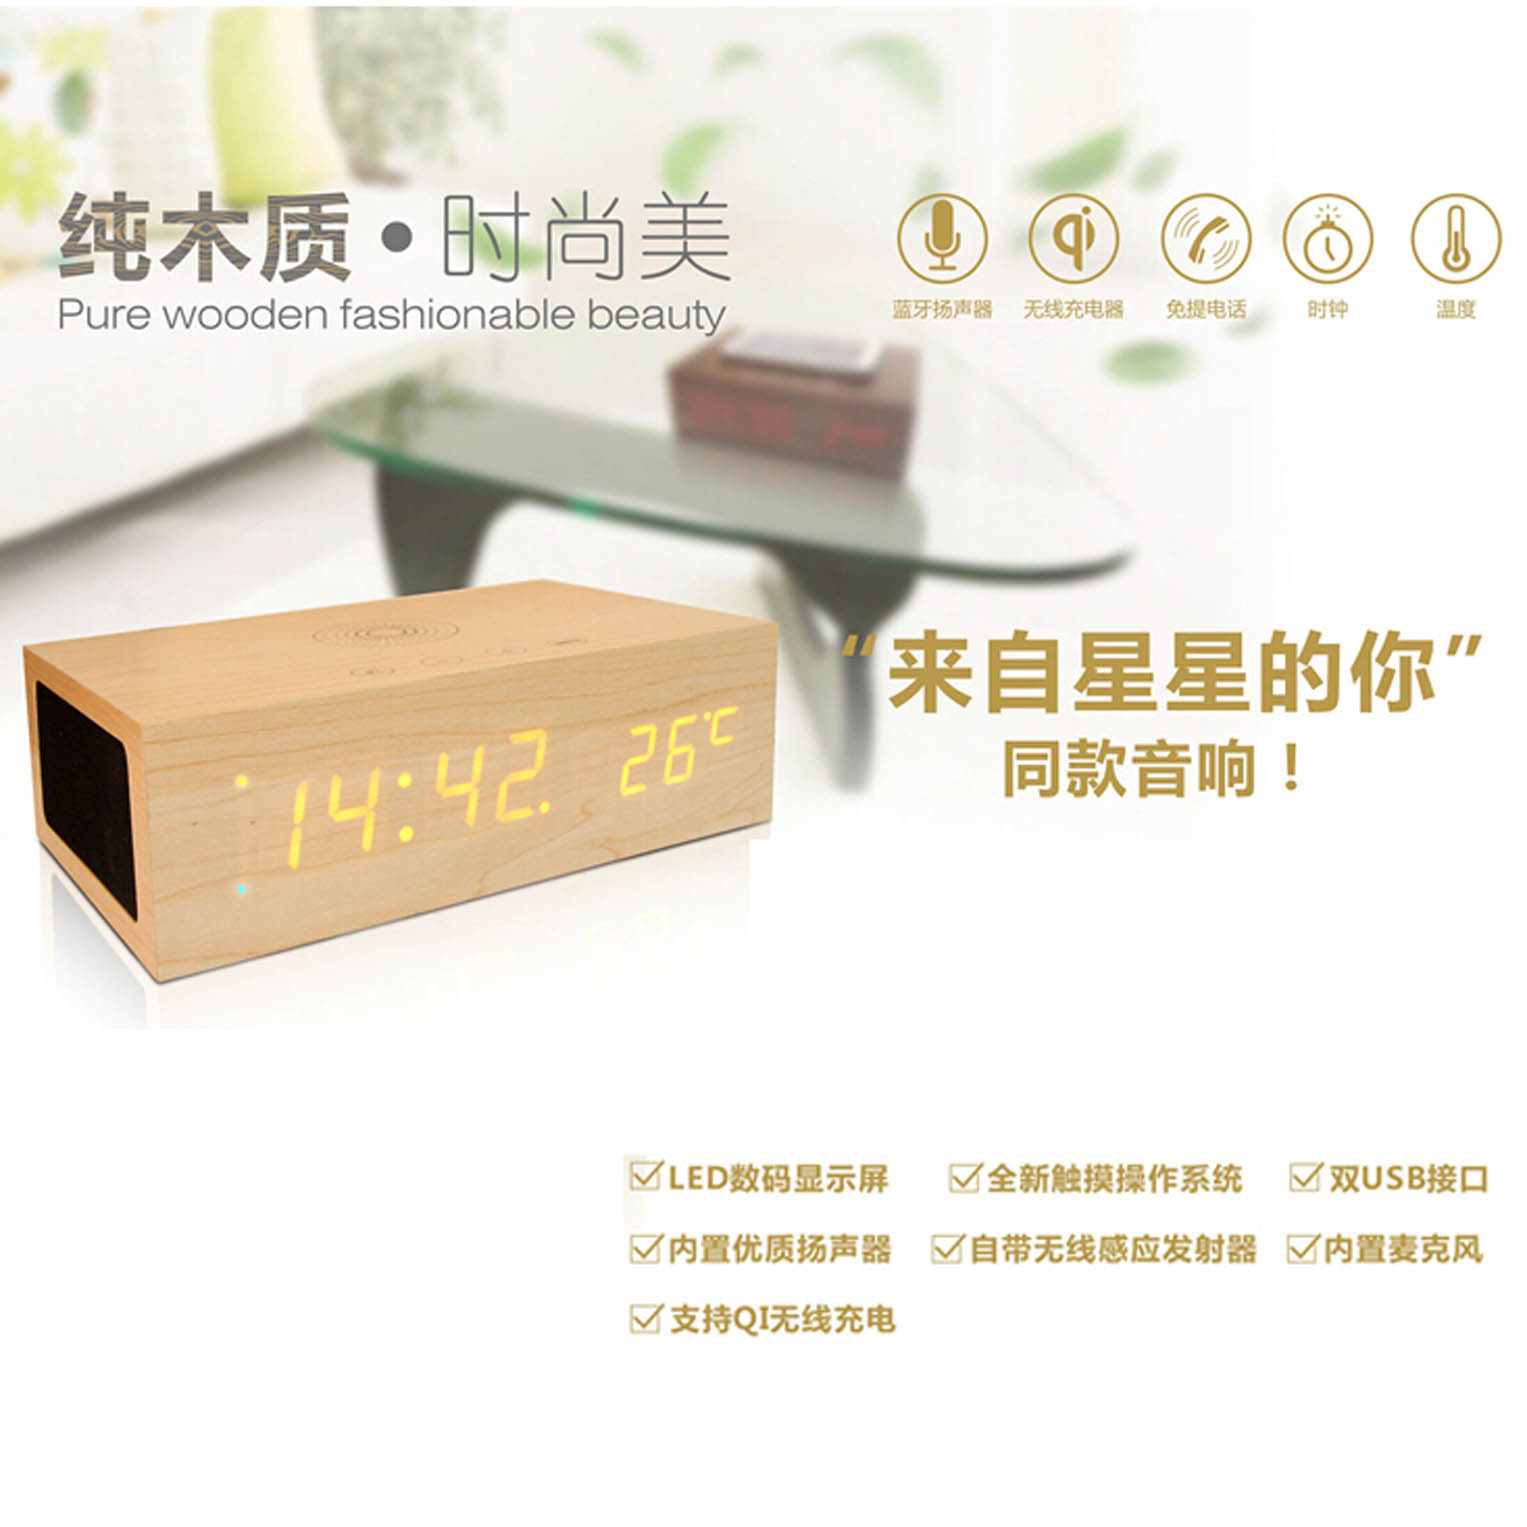 纯木质·时尚美
Pure wooden fashionable beauty
蓝牙扬声器 无线充电器 免提电话 时钟 温度
14:42. 26℃
“来自星星的你”
同款音响！
LED数码显示屏 全新触摸操作系统 双USB接口
内置优质扬声器 自带无线感应发射器 内置麦克风
支持QI无线充电